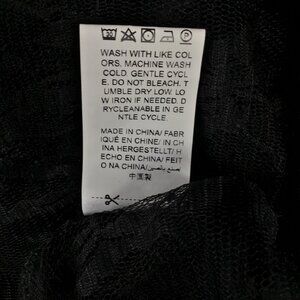 WASH WITH LIKE COL
ORS. MACHINE WASH
COLD. GENTLE CYCL
E. DO NOT BLEACH. T
UMBLE DRY LOW. LO
W IRON IF NEEDED. D
RYCLEANABLE IN GEN
TLE CYCLE.
MADE IN CHINA/ FABR
IQUÉ EN CHINE/ IN CH
INA HERGESTELLT/ H
ECHO EN CHINA/ FEIT
O NA CHINA/صنع بالصين/
中国製